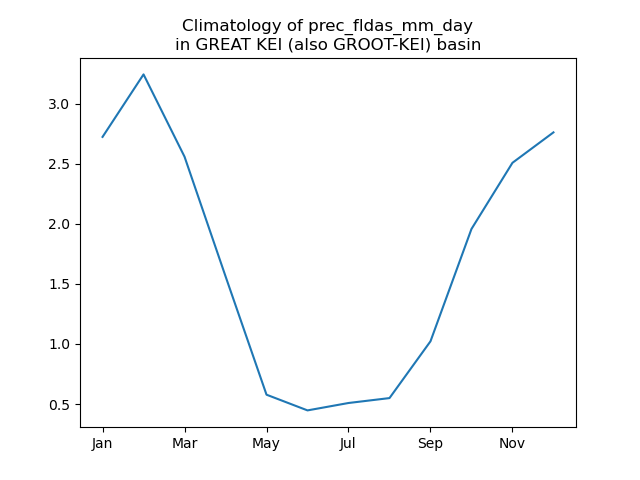 Climatology of prec_fldas_mm_day
in GREAT KEI (also GROOT-KEI) basin
3.0
2.5
2.0
1.5
1.0
0.5
Jan Mar May Jul Sep Nov